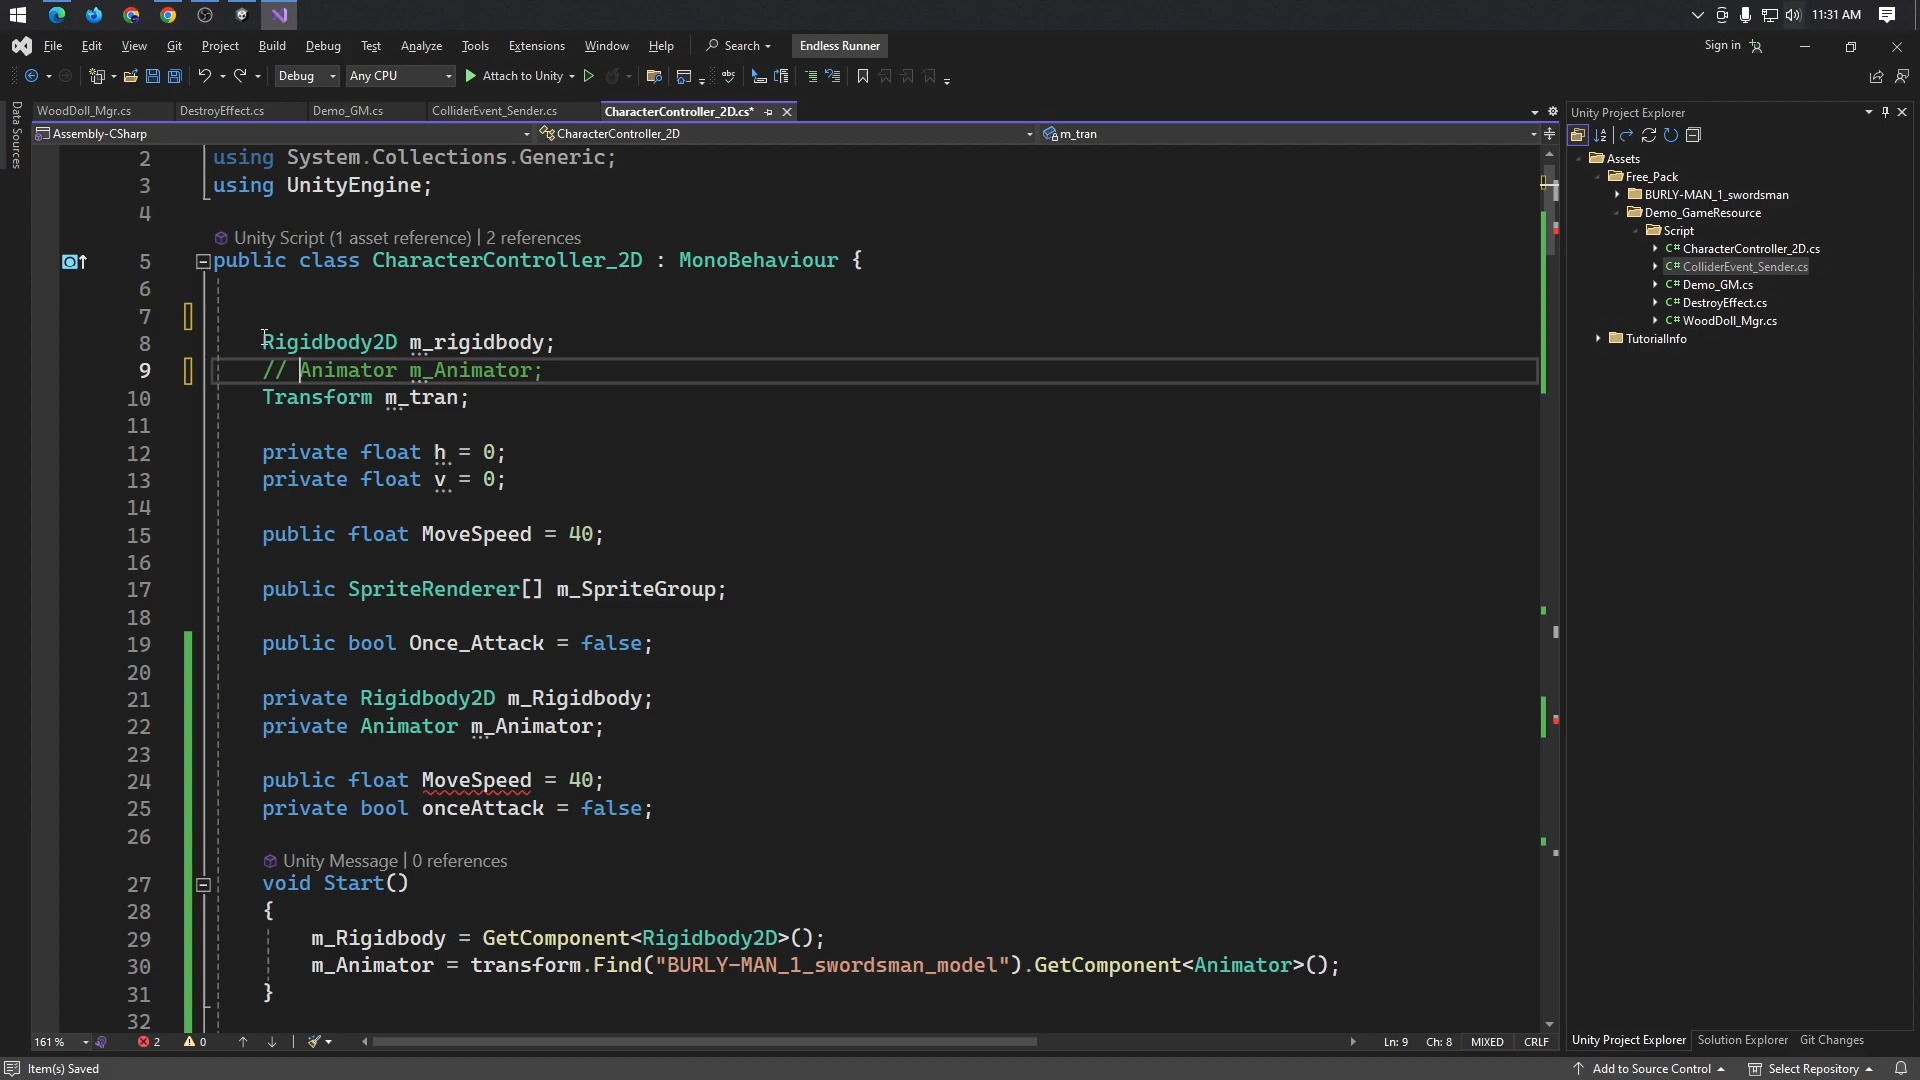 11:31 AM
File Edit View Git Project Build Debug Test Analyze Tools Extensions Window Help Search Endless Runner Sign in
Debug Any CPU Attach to Unity
WoodDoll_Mgr.cs DestroyEffect.cs Demo_GM.cs ColliderEvent_Sender.cs CharacterController_2D.cs*
Assembly-CSharp CharacterController_2D m_tran
Data Sources
2 using System.Collections.Generic;
3 using UnityEngine;
4
Unity Script (1 asset reference) | 2 references
5 public class CharacterController_2D : MonoBehaviour {
6
7
8 Rigidbody2D m_rigidbody;
9 // Animator m_Animator;
10 Transform m_tran;
11
12 private float h = 0;
13 private float v = 0;
14
15 public float MoveSpeed = 40;
16
17 public SpriteRenderer[] m_SpriteGroup;
18
19 public bool Once_Attack = false;
20
21 private Rigidbody2D m_Rigidbody;
22 private Animator m_Animator;
23
24 public float MoveSpeed = 40;
25 private bool onceAttack = false;
26
Unity Message | 0 references
27 void Start()
28 {
29 m_Rigidbody = GetComponent<Rigidbody2D>();
30 m_Animator = transform.Find("BURLY-MAN_1_swordsman_model").GetComponent<Animator>();
31 }
32
Unity Project Explorer
Assets
Free_Pack
BURLY-MAN_1_swordsman
Demo_GameResource
Script
C# CharacterController_2D.cs
C# ColliderEvent_Sender.cs
C# Demo_GM.cs
C# DestroyEffect.cs
C# WoodDoll_Mgr.cs
TutorialInfo
161 % 2 0 Ln: 9 Ch: 8 MIXED CRLF
Unity Project Explorer Solution Explorer Git Changes
Item(s) Saved Add to Source Control Select Repository